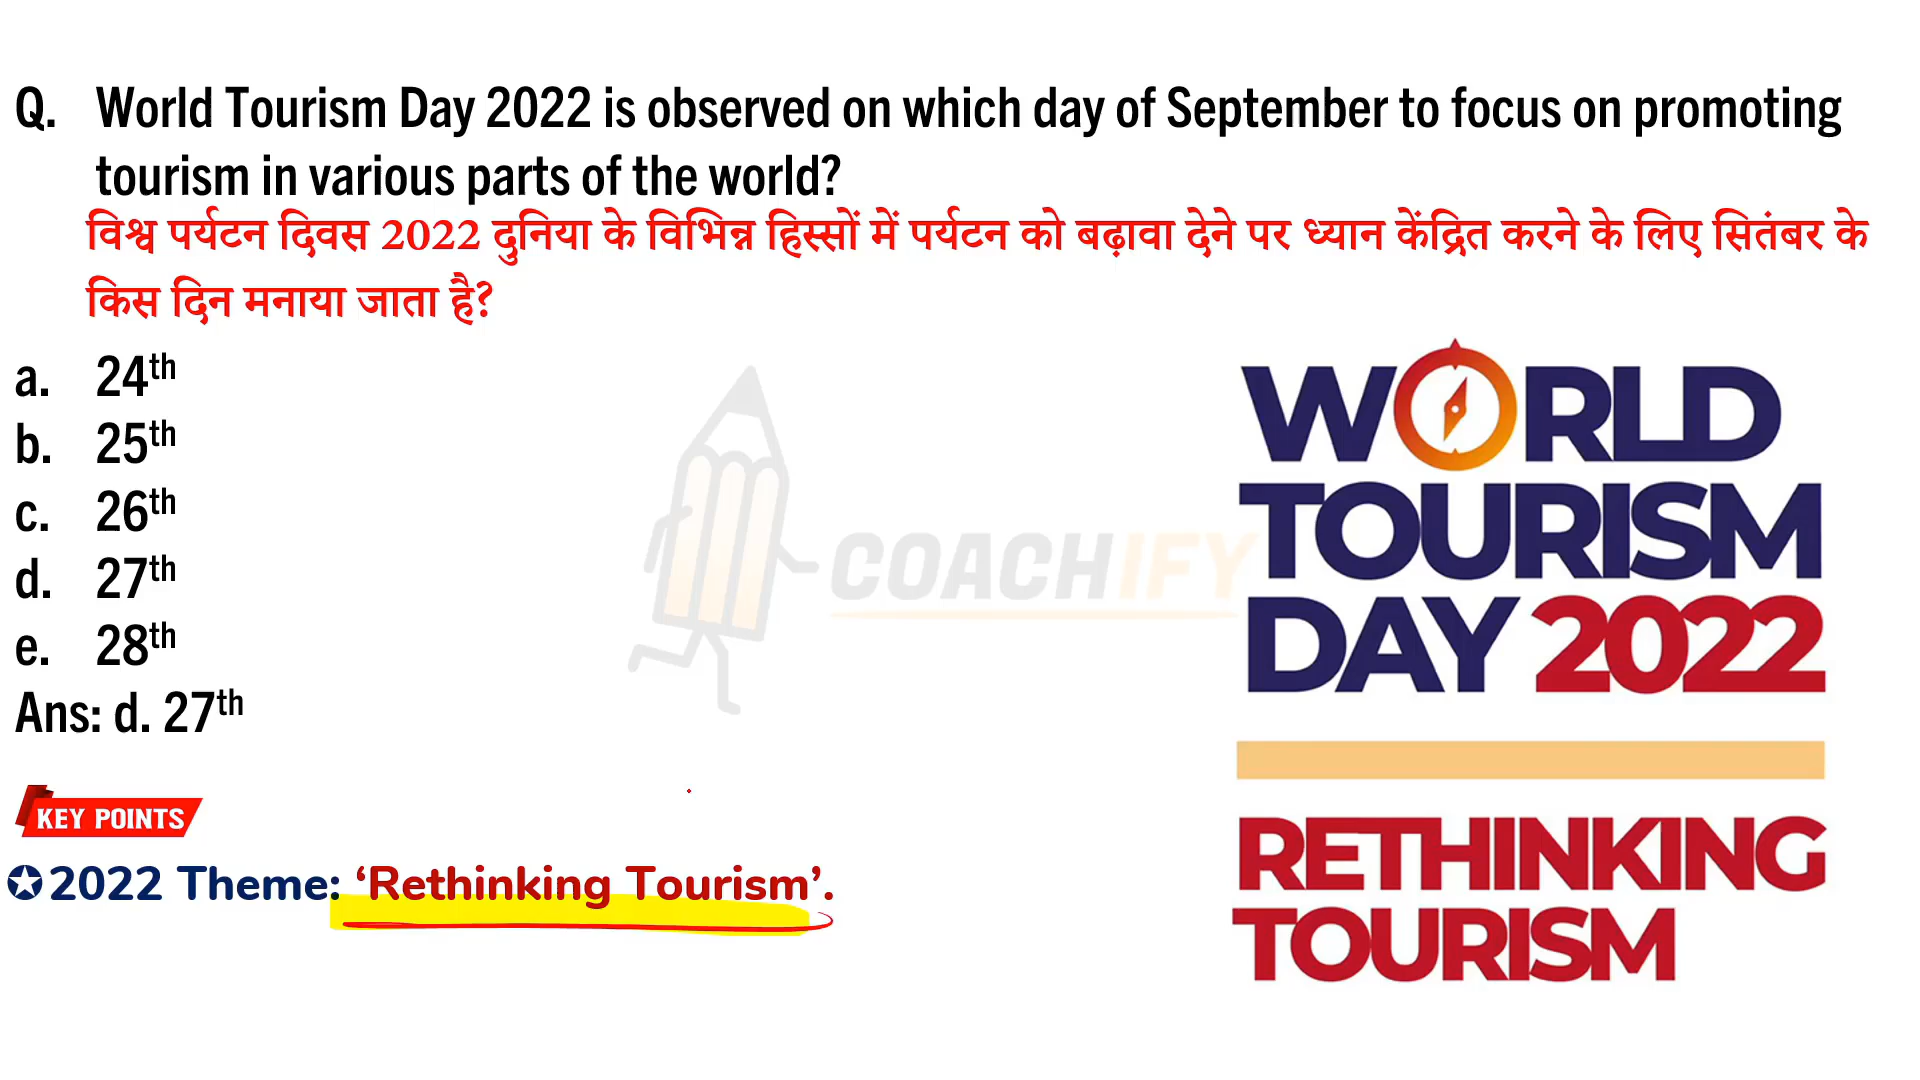 Q. World Tourism Day 2022 is observed on which day of September to focus on promoting
tourism in various parts of the world?
विश्व पर्यटन दिवस 2022 दुनिया के विभिन्न हिस्सों में पर्यटन को बढ़ावा देने पर ध्यान केंद्रित करने के लिए सितंबर के
किस दिन मनाया जाता है?
a. 24th
b. 25th
c. 26th
d. 27th
e. 28th
Ans: d. 27th
KEY POINTS
2022 Theme: ‘Rethinking Tourism’.
COACHIFY
WORLD
TOURISM
DAY 2022
RETHINKING
TOURISM